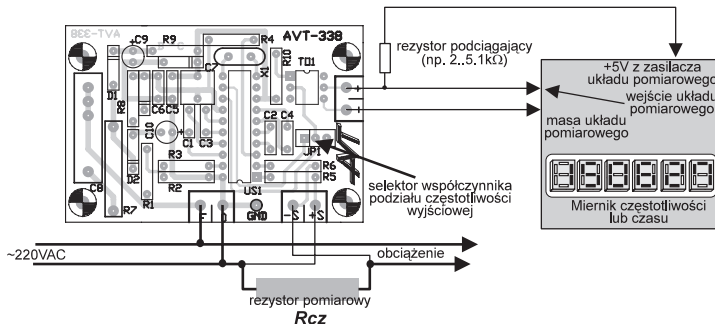 AVT-338
AVT-338
C9
R9
R4
R10
TO1
X1
C7
D1
R8
C6
C5
C10
C1
C3
C2
C4
JP1
D2
R3
R2
R6
R5
C8
R7
R1
US1
F
GND
-S
+S
+
rezystor podciągający
(np. 2..5.1kΩ)
+5V z zasilacza
układu pomiarowego
wejście układu
pomiarowego
masa układu
pomiarowego
Miernik częstotliwości
lub czasu
selektor współczynnika
podziału częstotliwości
wyjściowej
~220VAC
obciążenie
rezystor pomiarowy
Rcz